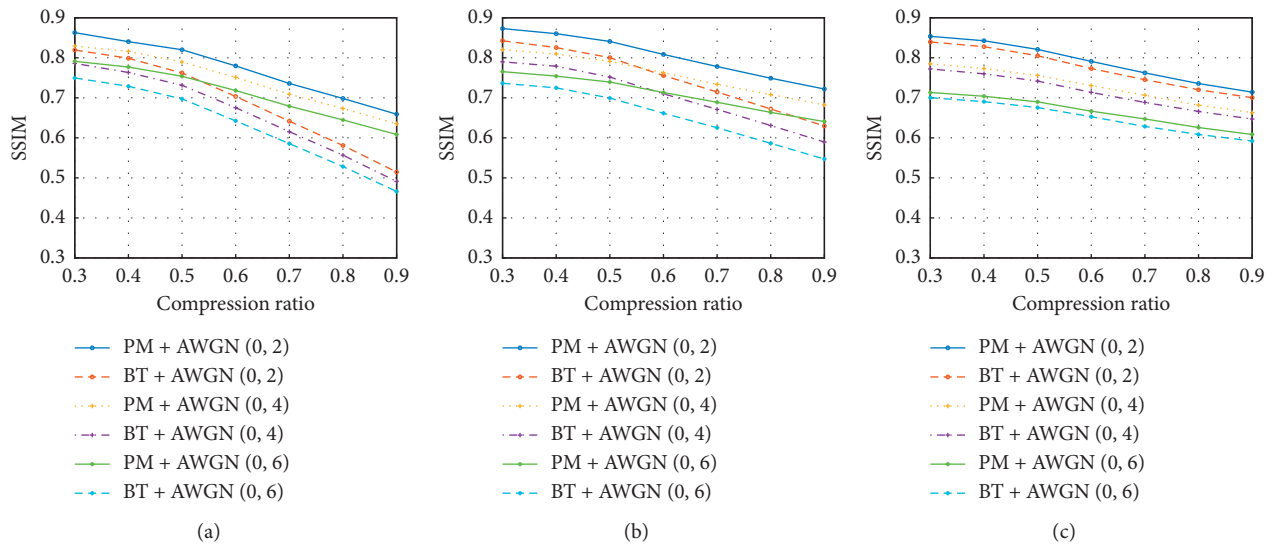 0.9
0.8
0.7
0.6
0.5
0.4
0.3
SSIM
0.3 0.4 0.5 0.6 0.7 0.8 0.9
Compression ratio
PM + AWGN (0, 2)
BT + AWGN (0, 2)
PM + AWGN (0, 4)
BT + AWGN (0, 4)
PM + AWGN (0, 6)
BT + AWGN (0, 6)
(a)
0.9
0.8
0.7
0.6
0.5
0.4
0.3
SSIM
0.3 0.4 0.5 0.6 0.7 0.8 0.9
Compression ratio
PM + AWGN (0, 2)
BT + AWGN (0, 2)
PM + AWGN (0, 4)
BT + AWGN (0, 4)
PM + AWGN (0, 6)
BT + AWGN (0, 6)
(b)
0.9
0.8
0.7
0.6
0.5
0.4
0.3
SSIM
0.3 0.4 0.5 0.6 0.7 0.8 0.9
Compression ratio
PM + AWGN (0, 2)
BT + AWGN (0, 2)
PM + AWGN (0, 4)
BT + AWGN (0, 4)
PM + AWGN (0, 6)
BT + AWGN (0, 6)
(c)